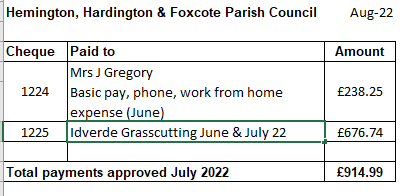 Hemington, Hardington & Foxcote Parish Council Aug-22
Cheque Paid to Amount
Mrs J Gregory
1224 Basic pay, phone, work from home £238.25
expense (June)
1225 Idverde Grasscutting June & July 22 £676.74
Total payments approved July 2022 £914.99